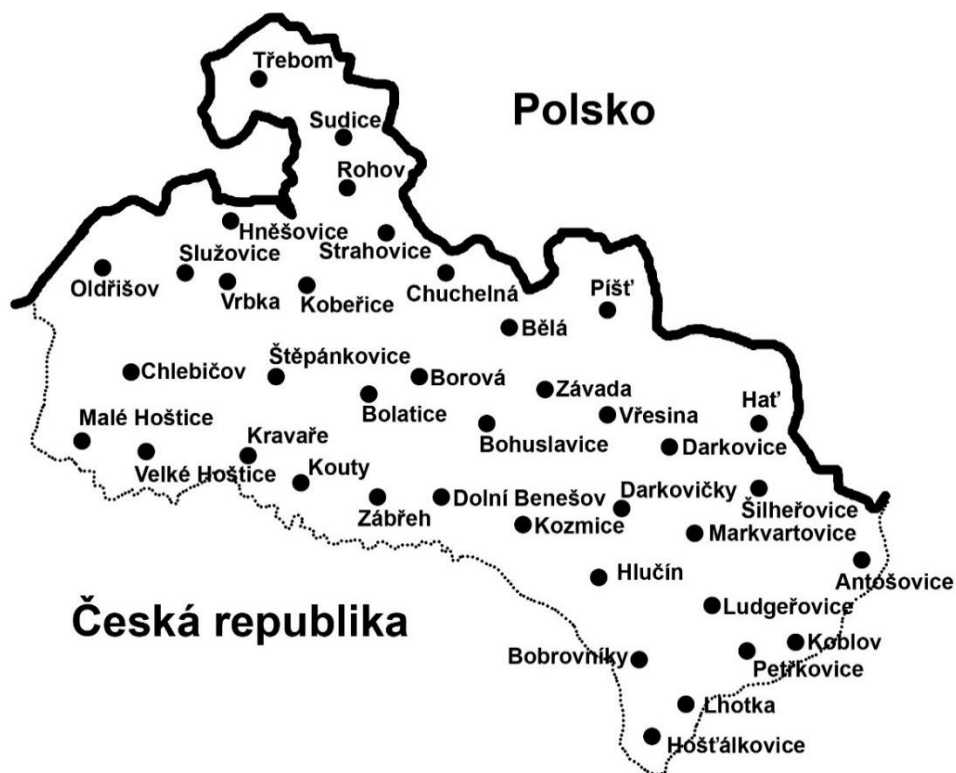 Třebom
Polsko
Sudice
Rohov
Hněšovice
Strahovice
Služovice
Oldřišov
Vrbka
Kobeřice
Chuchelná
Píšť
Bělá
Štěpánkovice
Chlebičov
Borová
Závada
Bolatice
Hať
Malé Hoštice
Vřesina
Kravaře
Bohuslavice
Darkovice
Velké Hoštice
Kouty
Darkovičky
Dolní Benešov
Zábřeh
Šilheřovice
Kozmice
Markvartovice
Hlučín
Antošovice
Ludgeřovice
Česká republika
Koblov
Bobrovníky
Petřkovice
Lhotka
Hošťálkovice